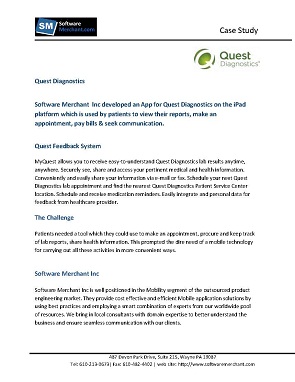 SM Software
Merchant.com
Case Study
Quest
Diagnostics
Quest Diagnostics
Software Merchant Inc developed an App for Quest Diagnostics on the iPad
platform which is used by patients to view their reports, make an
appointment, pay bills & seek communication.
Quest Feedback System
MyQuest allows you to receive easy-to-understand Quest Diagnostics lab results anytime,
anywhere. Securely see, share and access your pertinent medical and health information.
Conveniently and easily share your information via e-mail or fax. Schedule your next Quest
Diagnostics lab appointment and find the nearest Quest Diagnostics Patient Service Center
location. Schedule and receive medication reminders. Easily integrate and personal data for
feedback from healthcare provider.
The Challenge
Patients needed a tool which they could use to make an appointment, procure and keep track
of lab reports, share health information. This prompted the dire need of a mobile technology
for carrying out all these activities in more convenient ways.
Software Merchant Inc
Software Merchant Inc is well positioned in the Mobility segment of the outsourced product
engineering market. They provide cost effective and efficient Mobile application solutions by
using best practices and employing a smart combination of experts from our worldwide pool
of resources. We bring in local consultants with domain expertise to better understand the
business and ensure seamless communication with our clients.
487 Devon Park Drive, Suite 215, Wayne PA 19087
Tel: 610-213-0673| Fax: 610-482-4402 | web site: http://www.softwaremerchant.com